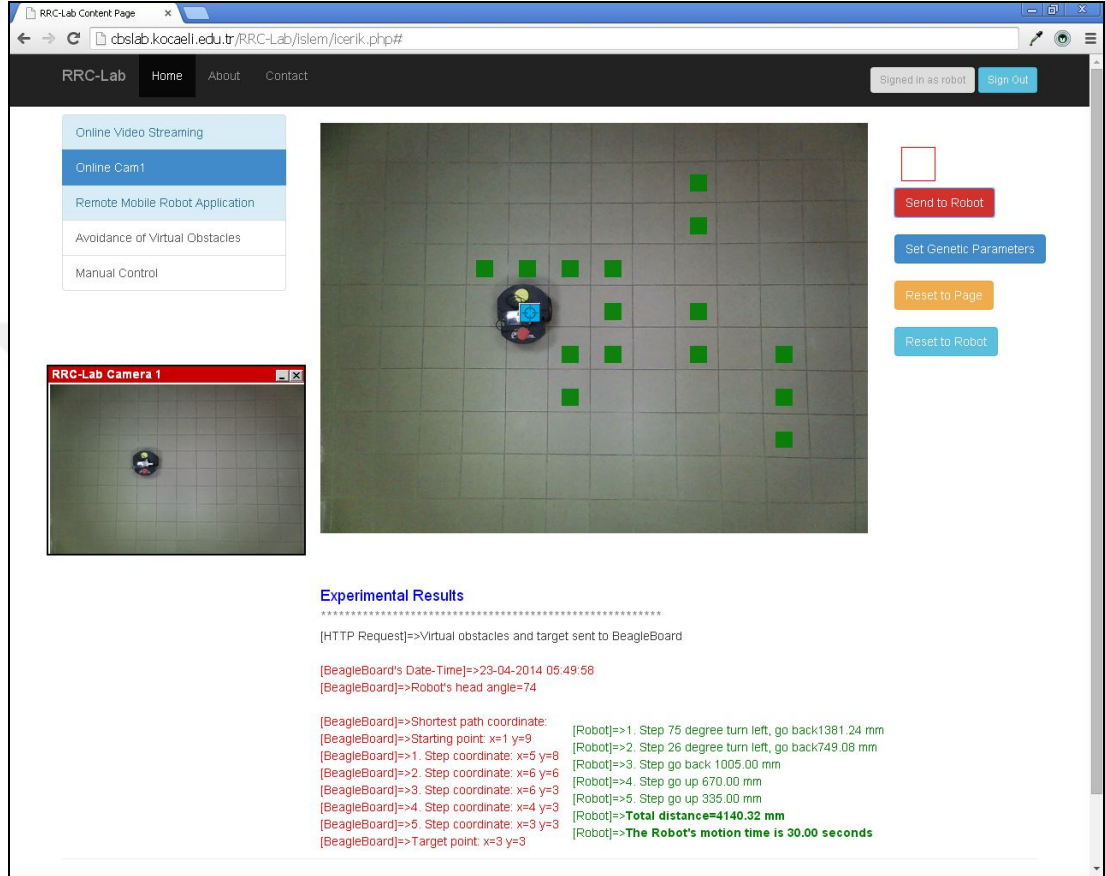 RRC-Lab Content Page
cbslab.kocaeli.edu.tr/RRC-Lab/islem/icerik.php#
RRC-Lab Home About Contact
Signed in as robot Sign Out
Online Video Streaming
Online Cam1
Remote Mobile Robot Application
Avoidance of Virtual Obstacles
Manual Control
Send to Robot
Set Genetic Parameters
Reset to Page
Reset to Robot
RRC-Lab Camera 1
Experimental Results
*********************************************************
[HTTP Request]=>Virtual obstacles and target sent to BeagleBoard
[BeagleBoard's Date-Time]=>23-04-2014 05:49:58
[BeagleBoard]=>Robot's head angle=74
[BeagleBoard]=>Shortest path coordinate:
[BeagleBoard]=>Starting point: x=1 y=9
[BeagleBoard]=>1. Step coordinate: x=5 y=8
[BeagleBoard]=>2. Step coordinate: x=6 y=6
[BeagleBoard]=>3. Step coordinate: x=6 y=3
[BeagleBoard]=>4. Step coordinate: x=4 y=3
[BeagleBoard]=>5. Step coordinate: x=3 y=3
[BeagleBoard]=>Target point: x=3 y=3
[Robot]=>1. Step 75 degree turn left, go back1381.24 mm
[Robot]=>2. Step 26 degree turn left, go back749.08 mm
[Robot]=>3. Step go back 1005.00 mm
[Robot]=>4. Step go up 670.00 mm
[Robot]=>5. Step go up 335.00 mm
[Robot]=>Total distance=4140.32 mm
[Robot]=>The Robot's motion time is 30.00 seconds